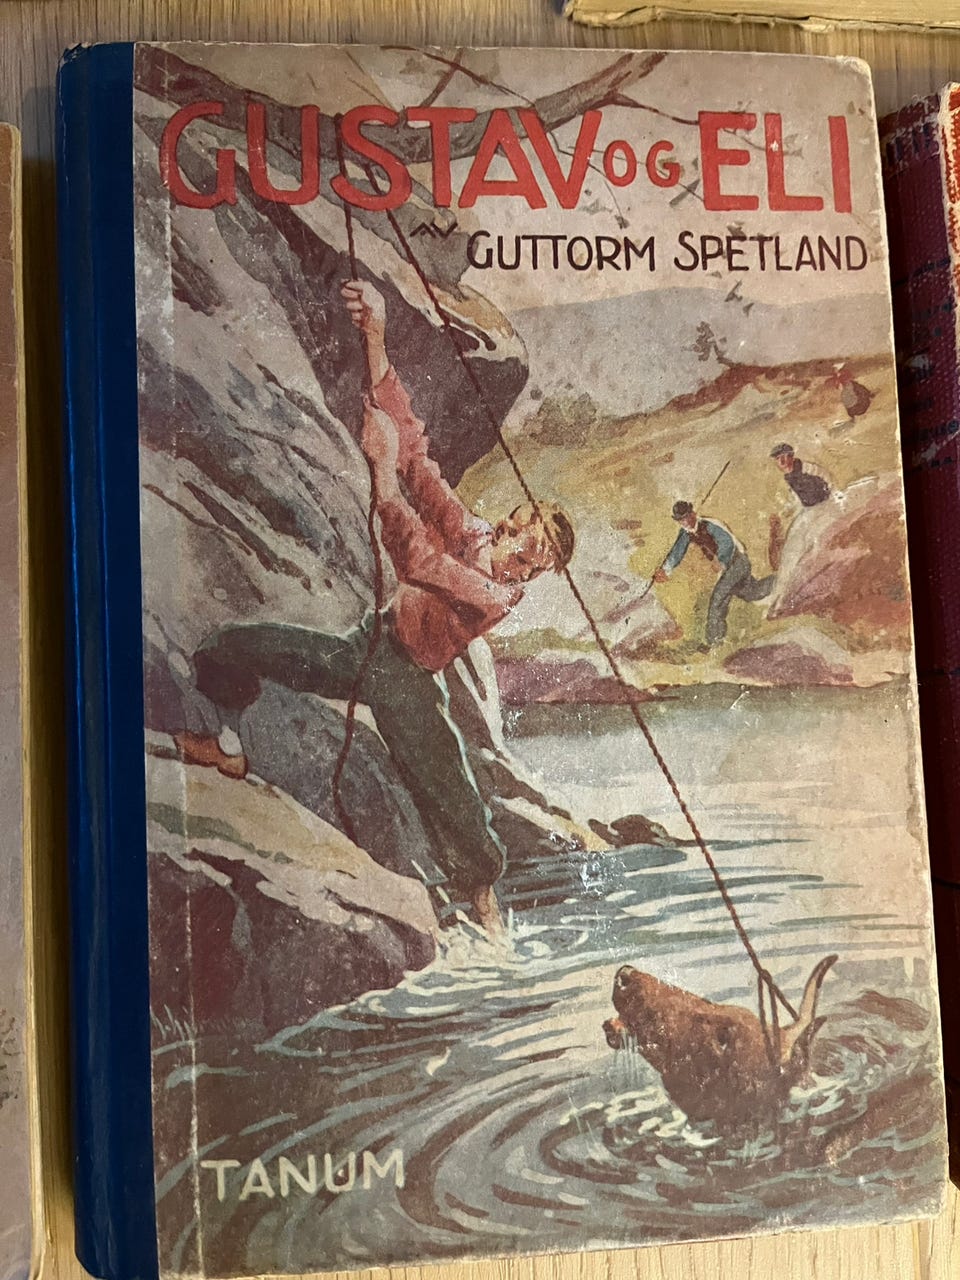 GUSTAV OG ELI
AV GUTTORM SPETLAND
TANUM